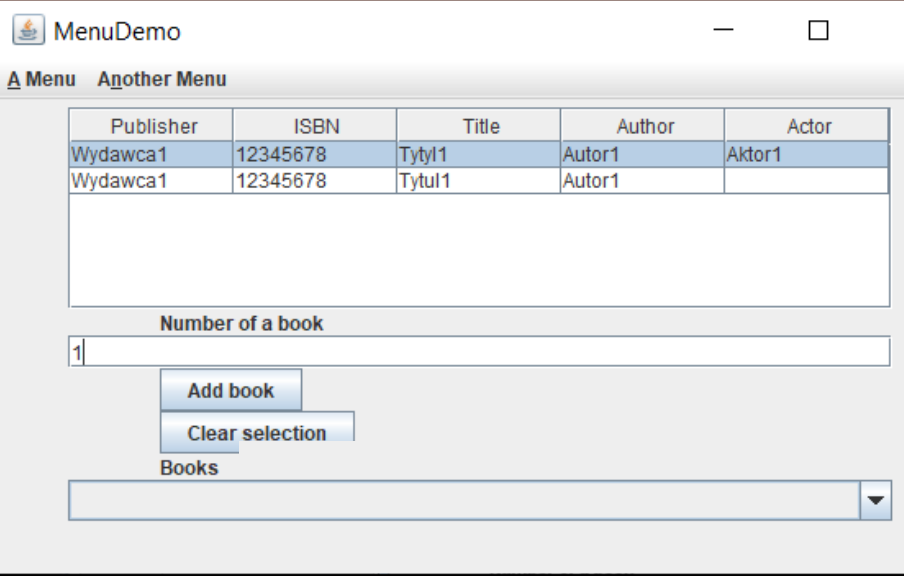 MenuDemo
A Menu Another Menu
Publisher ISBN Title Author Actor
Wydawca1 12345678 Tytyl1 Autor1 Aktor1
Wydawca1 12345678 Tytul1 Autor1
Number of a book
1
Add book
Clear selection
Books